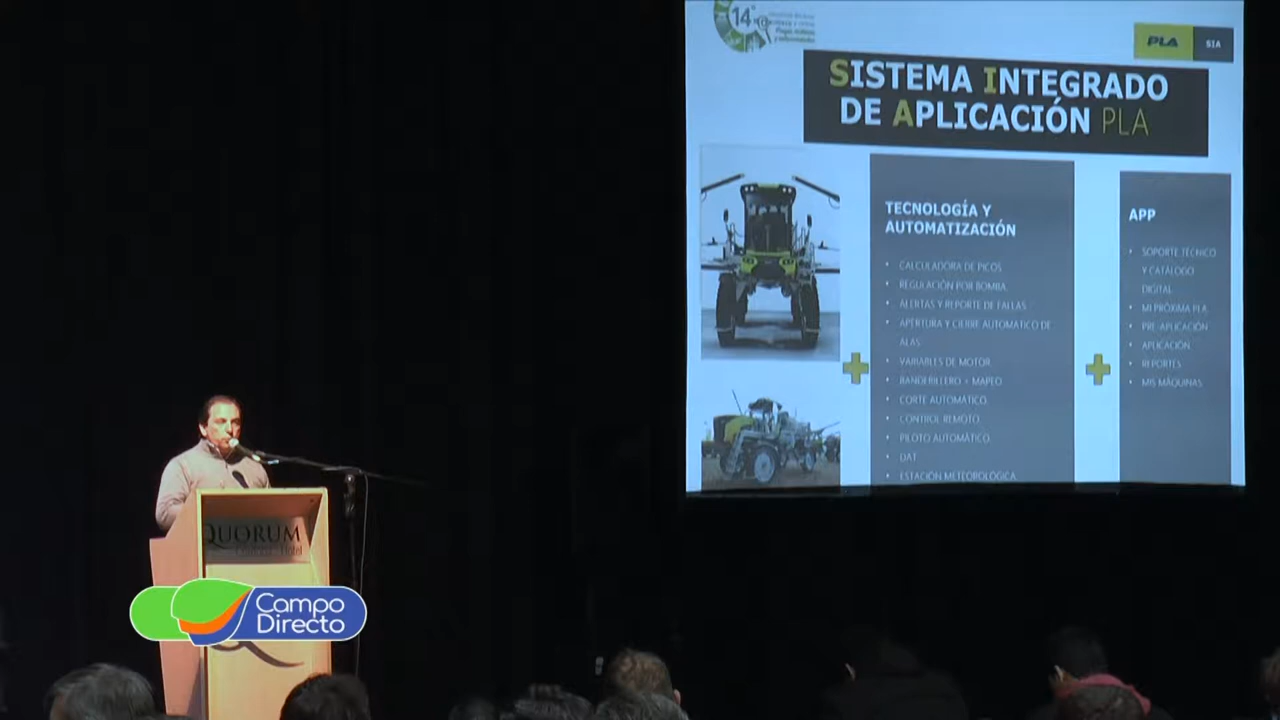 14
PLA SIA
SISTEMA INTEGRADO
DE APLICACIÓN PLA
TECNOLOGÍA Y
AUTOMATIZACIÓN
• CALCULADORA DE PICOS
• REGULACIÓN POR BOMBA
• ALERTAS Y REPORTE DE FALLAS
• APERTURA Y CIERRE AUTOMATICO DE
ALAS
• VARIABLES DE MOTOR
• BANDERILLERO + MAPEO
• CORTE AUTOMÁTICO
• CONTROL REMOTO
• PILOTO AUTOMÁTICO
• DAT
• ESTACIÓN METEOROLÓGICA
APP
• SOPORTE TÉCNICO
Y CATÁLOGO
DIGITAL
• MI PRÓXIMA PLA
• PRE-APLICACIÓN
• APLICACIÓN
• REPORTES
• MIS MÁQUINAS
QUORUM
Hotel
Campo
Directo